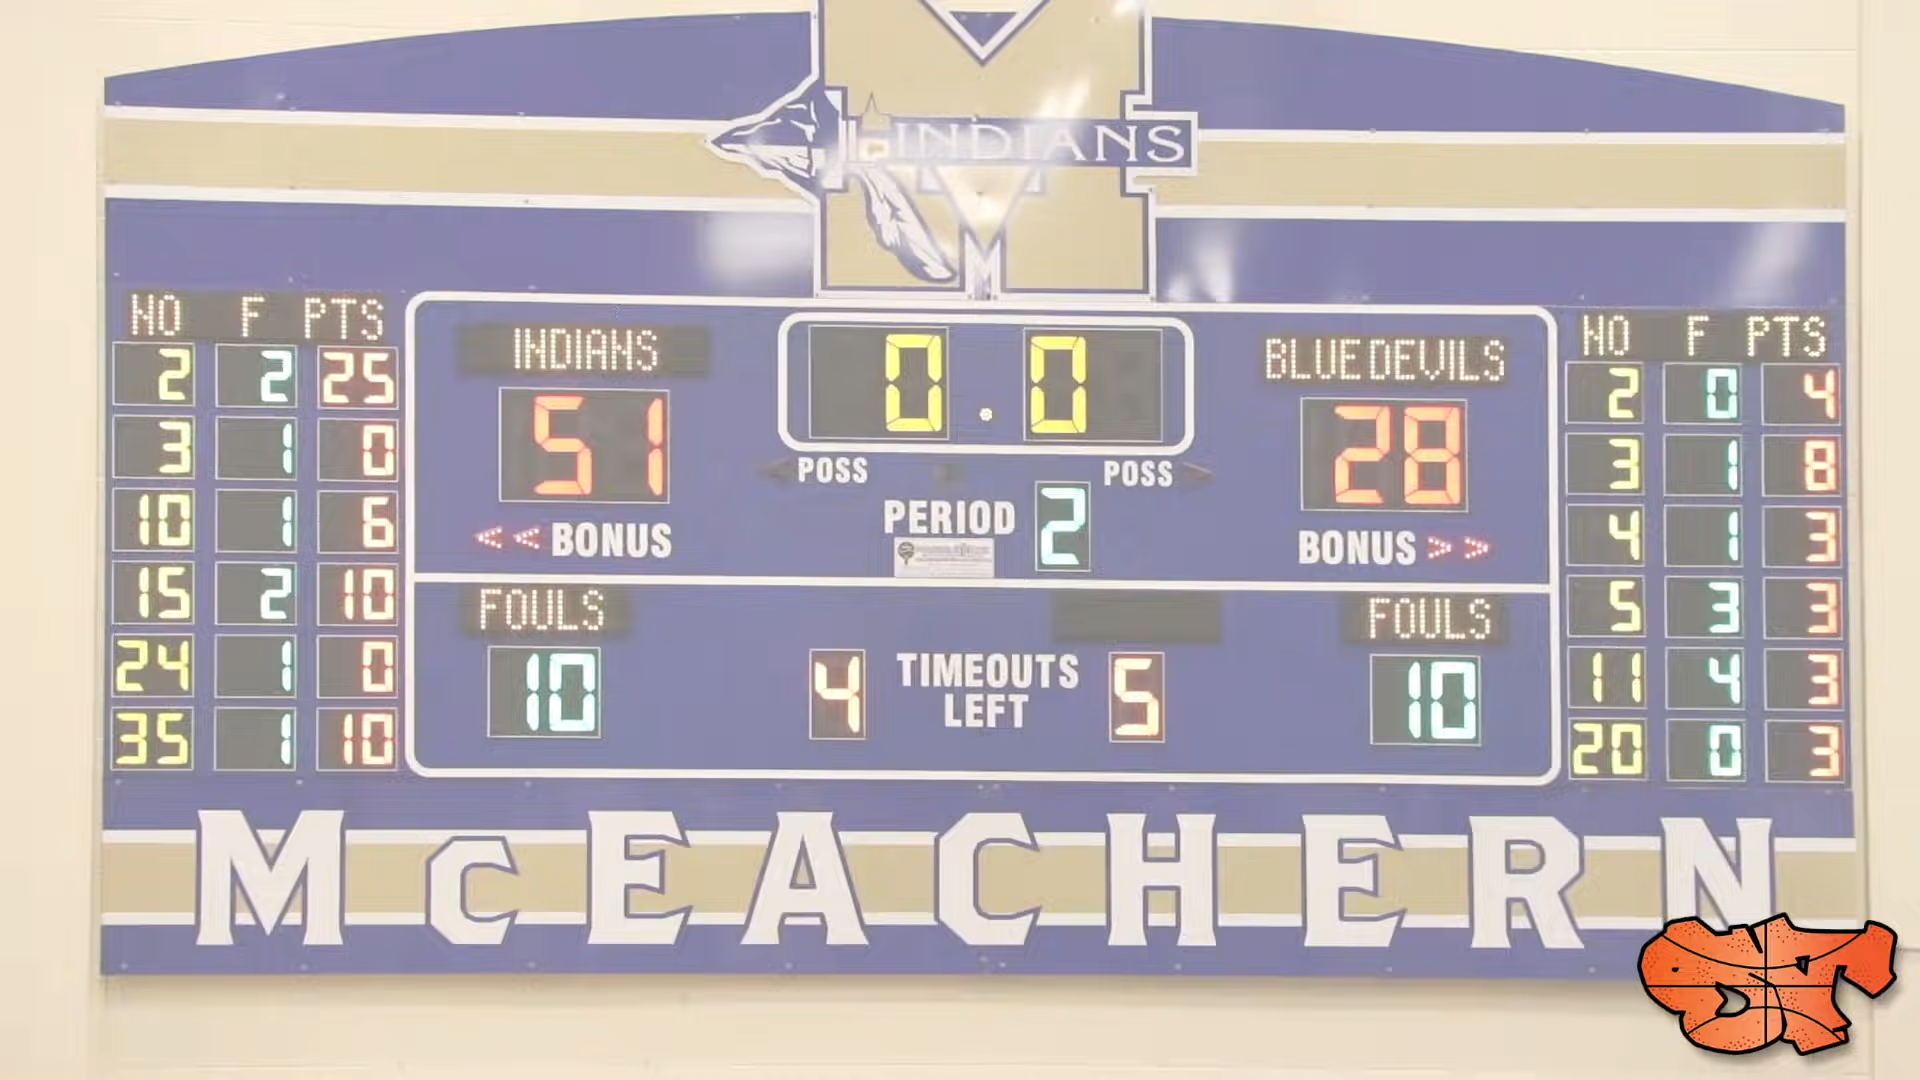 INDIANS
M
NO F PTS
2 2 25
3 1 0
10 1 6
15 2 10
24 1 0
35 1 10
INDIANS
51
BONUS
0.0
POSS POSS
PERIOD 2
BLUEDEVILS
28
BONUS
FOULS
10
4 TIMEOUTS LEFT 5
FOULS
10
NO F PTS
2 0 4
3 1 8
4 1 3
5 3 3
11 4 3
20 0 3
McEACHERN
ST